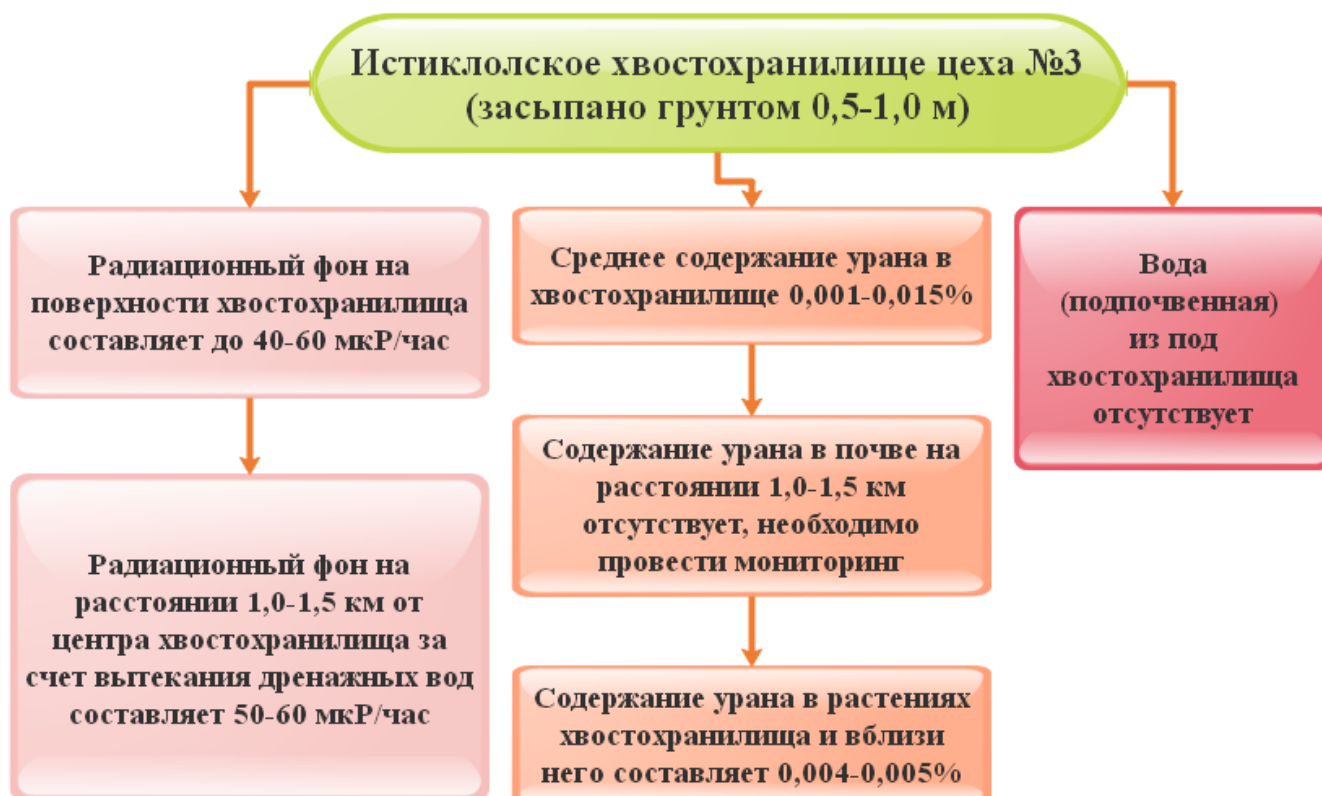 Истиклолское хвостохранилище цеха №3
(засыпано грунтом 0,5-1,0 м)
Радиационный фон на
поверхности хвостохранилища
составляет до 40-60 мкР/час
Радиационный фон на
расстоянии 1,0-1,5 км от
центра хвостохранилища за
счет вытекания дренажных вод
составляет 50-60 мкР/час
Среднее содержание урана в
хвостохранилище 0,001-0,015%
Содержание урана в почве на
расстоянии 1,0-1,5 км
отсутствует, необходимо
провести мониторинг
Содержание урана в растениях
хвостохранилища и вблизи
него составляет 0,004-0,005%
Вода
(подпочвенная)
из под
хвостохранилища
отсутствует